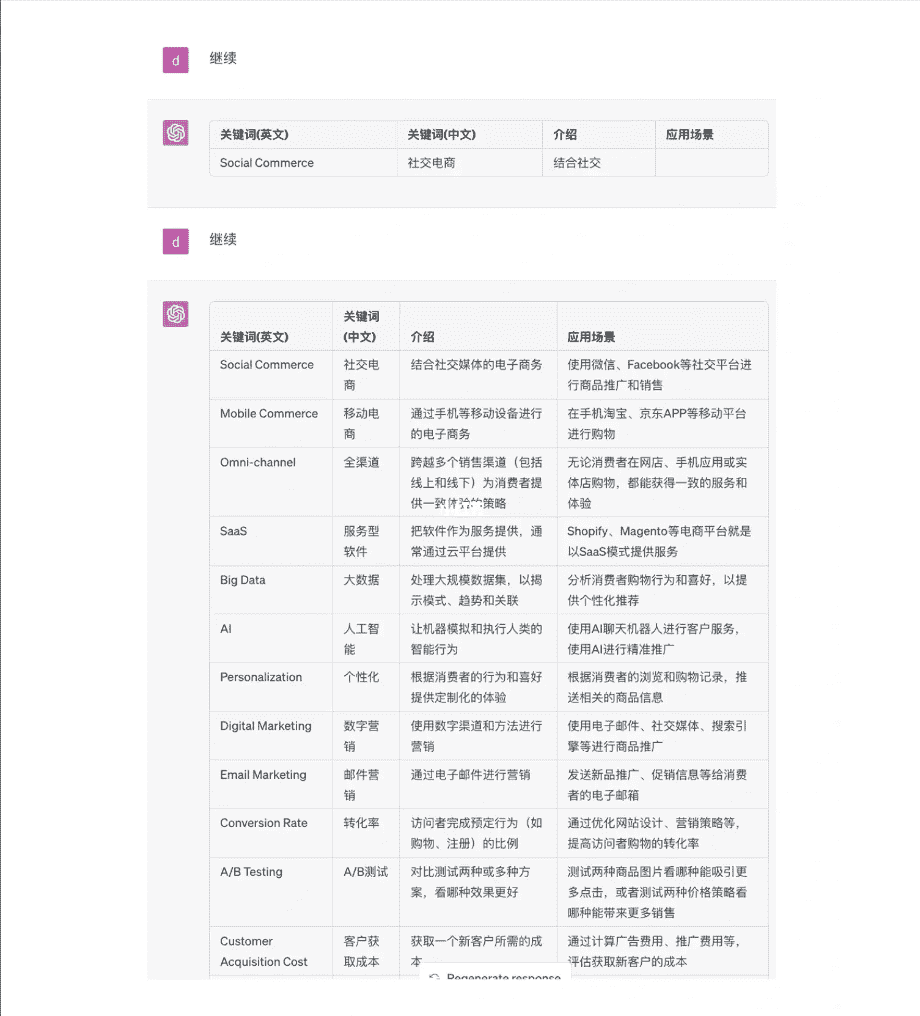 d 继续
关键词(英文) 关键词(中文) 介绍 应用场景
Social Commerce 社交电商 结合社交
d 继续
关键词
关键词(英文) (中文) 介绍 应用场景
Social Commerce 社交电 结合社交媒体的电子商务 使用微信、Facebook等社交平台进
商 行商品推广和销售
Mobile Commerce 移动电 通过手机等移动设备进行 在手机淘宝、京东APP等移动平台
商 的电子商务 进行购物
Omni-channel 全渠道 跨越多个销售渠道（包括 无论消费者在网店、手机应用或实
线上和线下）为消费者提 体店购物，都能获得一致的服务和
供一致体验的策略 体验
SaaS 服务型 把软件作为服务提供，通 Shopify、Magento等电商平台就是
软件 常通过云平台提供 以SaaS模式提供服务
Big Data 大数据 处理大规模数据集，以揭 分析消费者购物行为和喜好，以提
示模式、趋势和关联 供个性化推荐
AI 人工智 让机器模拟和执行人类的 使用AI聊天机器人进行客户服务，
能 智能行为 使用AI进行精准推广
Personalization 个性化 根据消费者的行为和喜好 根据消费者的浏览和购物记录，推
提供定制化的体验 送相关的商品信息
Digital Marketing 数字营 使用数字渠道和方法进行 使用电子邮件、社交媒体、搜索引
销 营销 擎等进行商品推广
Email Marketing 邮件营 通过电子邮件进行营销 发送新品推广、促销信息等给消费
销 者的电子邮箱
Conversion Rate 转化率 访问者完成预定行为（如 通过优化网站设计、营销策略等，
购物、注册）的比例 提高访问者购物的转化率
A/B Testing A/B测试 对比测试两种或多种方 测试两种商品图片看哪种能吸引更
案，看哪种效果更好 多点击，或者测试两种价格策略看
哪种能带来更多销售
Customer 客户获 获取一个新客户所需的成 通过计算广告费用、推广费用等，
Acquisition Cost 取成本 本 评估获取新客户的成本
Regenerate response